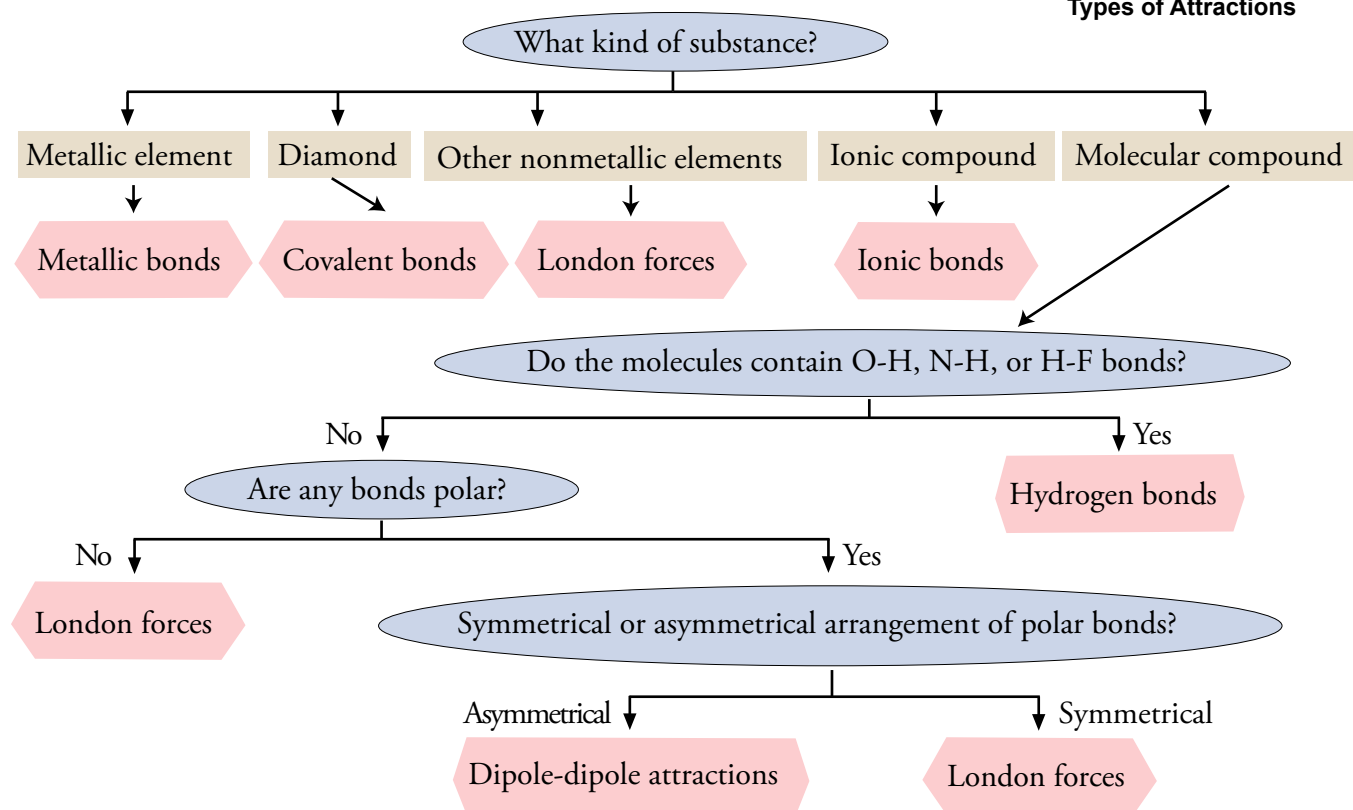 Types of Attractions
What kind of substance?
Metallic element
Diamond
Other nonmetallic elements
Ionic compound
Molecular compound
Metallic bonds
Covalent bonds
London forces
Ionic bonds
Do the molecules contain O-H, N-H, or H-F bonds?
No
Yes
Are any bonds polar?
Hydrogen bonds
No
Yes
London forces
Symmetrical or asymmetrical arrangement of polar bonds?
Asymmetrical
Symmetrical
Dipole-dipole attractions
London forces